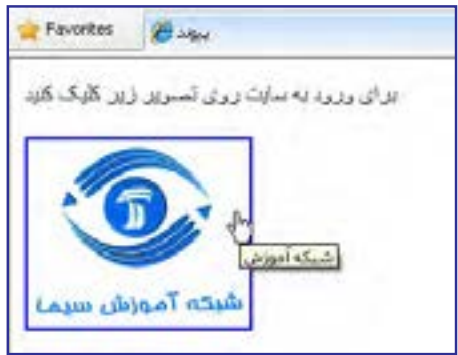 Favorites
پیوند
برای ورود به سایت روی تصویر زیر کلیک کنید
شبکه آموزش
شبکه آموزش سیما